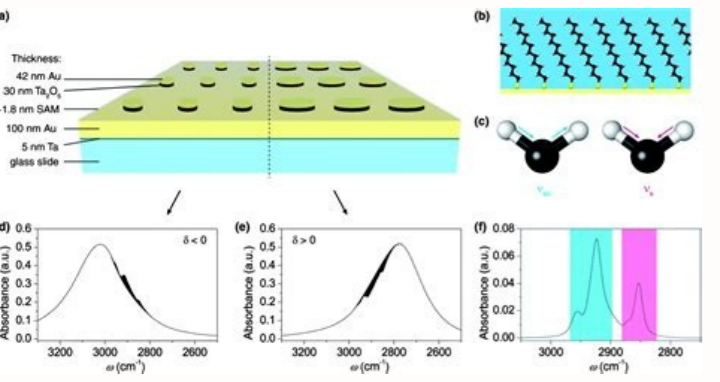 a)
Thickness:
42 nm Au
30 nm Ta₂O₅
1.8 nm SAM
100 nm Au
5 nm Ta
glass slide
(b)
(c)
νₐₛ
νₛ
d)
0.6
0.5
0.4
0.3
0.2
0.1
0.0
Absorbance (a.u.)
δ < 0
3200 3000 2800 2600
ω (cm⁻¹)
(e)
0.6
0.5
0.4
0.3
0.2
0.1
0.0
Absorbance (a.u.)
δ > 0
3200 3000 2800 2600
ω (cm⁻¹)
(f)
0.08
0.06
0.04
0.02
0.00
Absorbance (a.u.)
3000 2900 2800
ω (cm⁻¹)